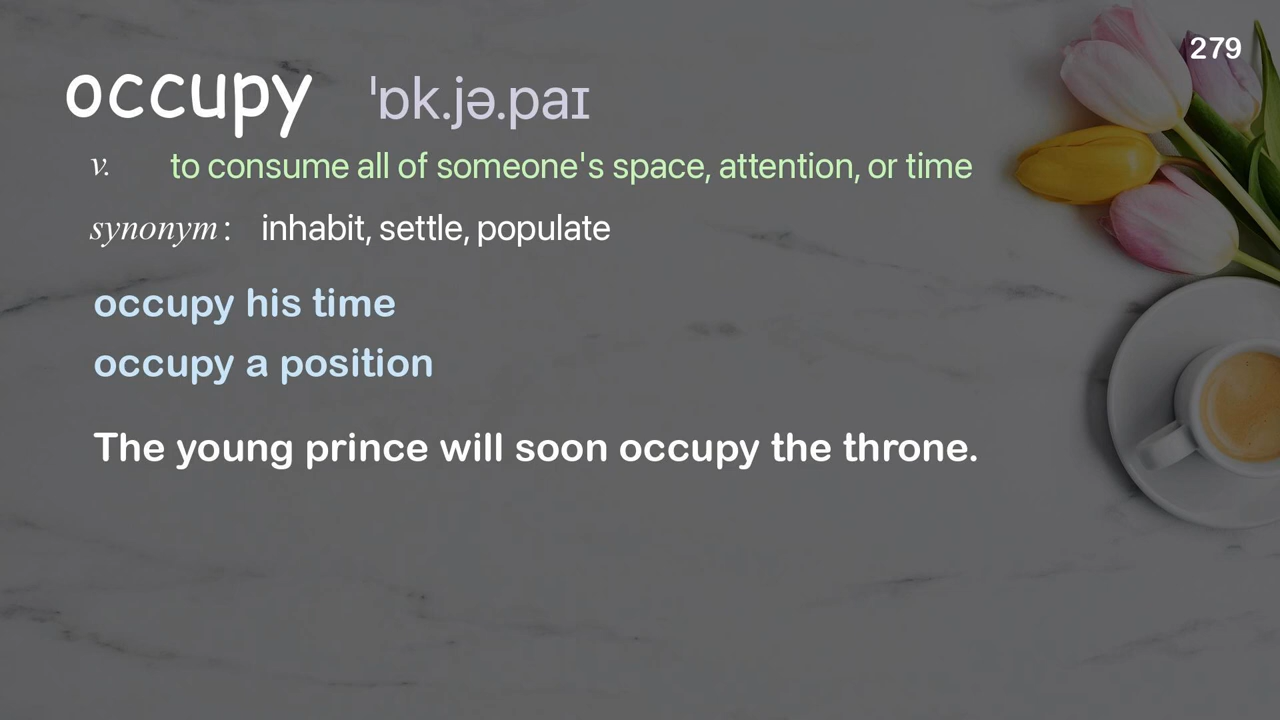 279
occupy ˈɒk.jə.paɪ
v. to consume all of someone's space, attention, or time
synonym : inhabit, settle, populate
occupy his time
occupy a position
The young prince will soon occupy the throne.